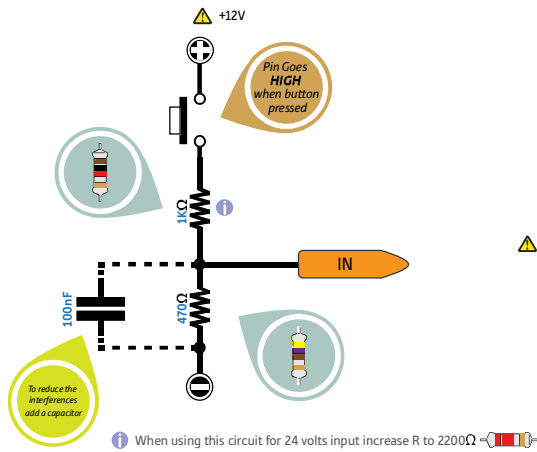 +12V
Pin Goes
HIGH
when button
pressed
1KΩ
IN
470Ω
100nF
To reduce the
interferences
add a capacitor
i When using this circuit for 24 volts input increase R to 2200Ω